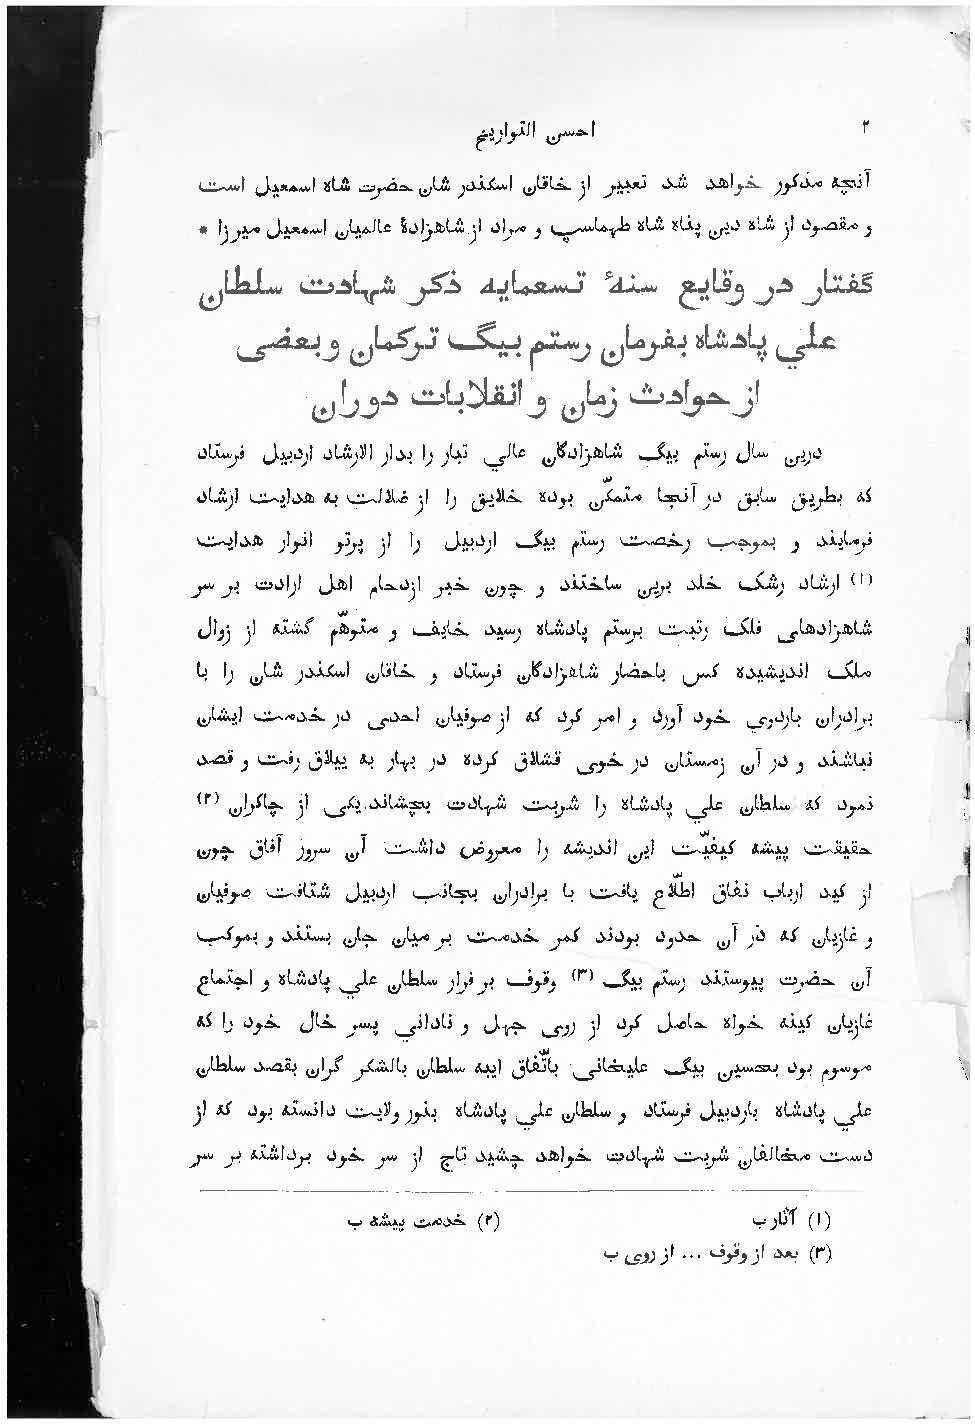 ۲
احسن التواریخ
آنچه مذکور خواهد شد تعبیر از خاقان اسکندر شان حضرت شاه اسمعیل است
و مقصود از شاه دین پناه شاه طهماسپ و مراد از شاهزادۀ عالمیان اسمعیل میرزا *
گفتار در وقایع سنۀ تسعمایه ذکر شهادت سلطان
علي پادشاه بفرمان رستم بیگ ترکمان و بعضی
از حوادث زمان و انقلابات دوران
درین سال رستم بیگ شاهزادگان عالي تبار را بدار الارشاد اردبیل فرستاد
که بطریق سابق در آنجا متمکّن بوده خلایق را از ضلالت به هدایت ارشاد
فرمایند و بموجب رخصت رستم بیگ اردبیل را از پرتو انوار هدایت
(۱) ارشاد رشک خلد برین ساختند و چون خبر ازدحام اهل ارادت بر سر
شاهزادهای فلک رتبت برستم پادشاه رسید خایف و متوهّم گشته از زوال
ملک اندیشیده کس باحضار شاهزادگان فرستاد و خاقان اسکندر شان را با
برادران باردوي خود آورد و امر کرد که از صوفیان احدی در خدمت ایشان
نباشند و در آن زمستان در خوی قشلاق کرده در بهار به ییلاق رفت و قصد
نمود که سلطان علي پادشاه را شربت شهادت بچشاند یکی از چاکران (۲)
حقیقت پیشه کیفیّت این اندیشه را معروض داشت آن سروز آفاق چون
از کید ارباب نفاق اطّلاع یافت با برادران بجانب اردبیل شتافت صوفیان
و غازیان که در آن حدود بودند کمر خدمت بر میان جان بستند و بموکب
آن حضرت پیوستند رستم بیگ (۳) وقوف بر فرار سلطان علي پادشاه و اجتماع
غازیان کینه خواه حاصل کرد از روی جهل و ناداني پسر خال خود را که
موسوم بود بحسین بیگ علیخانی باتّفاق ایبه سلطان بالشکر گران بقصد سلطان
علي پادشاه باردبیل فرستاد و سلطان علي پادشاه بنور ولایت دانسته بود که از
دست مخالفان شربت شهادت خواهد چشید تاج از سر خود برداشته بر سر
(۱) آثار ب (۲) خدمت پیشه ب
(۳) بعد از وقوف ... از روی ب